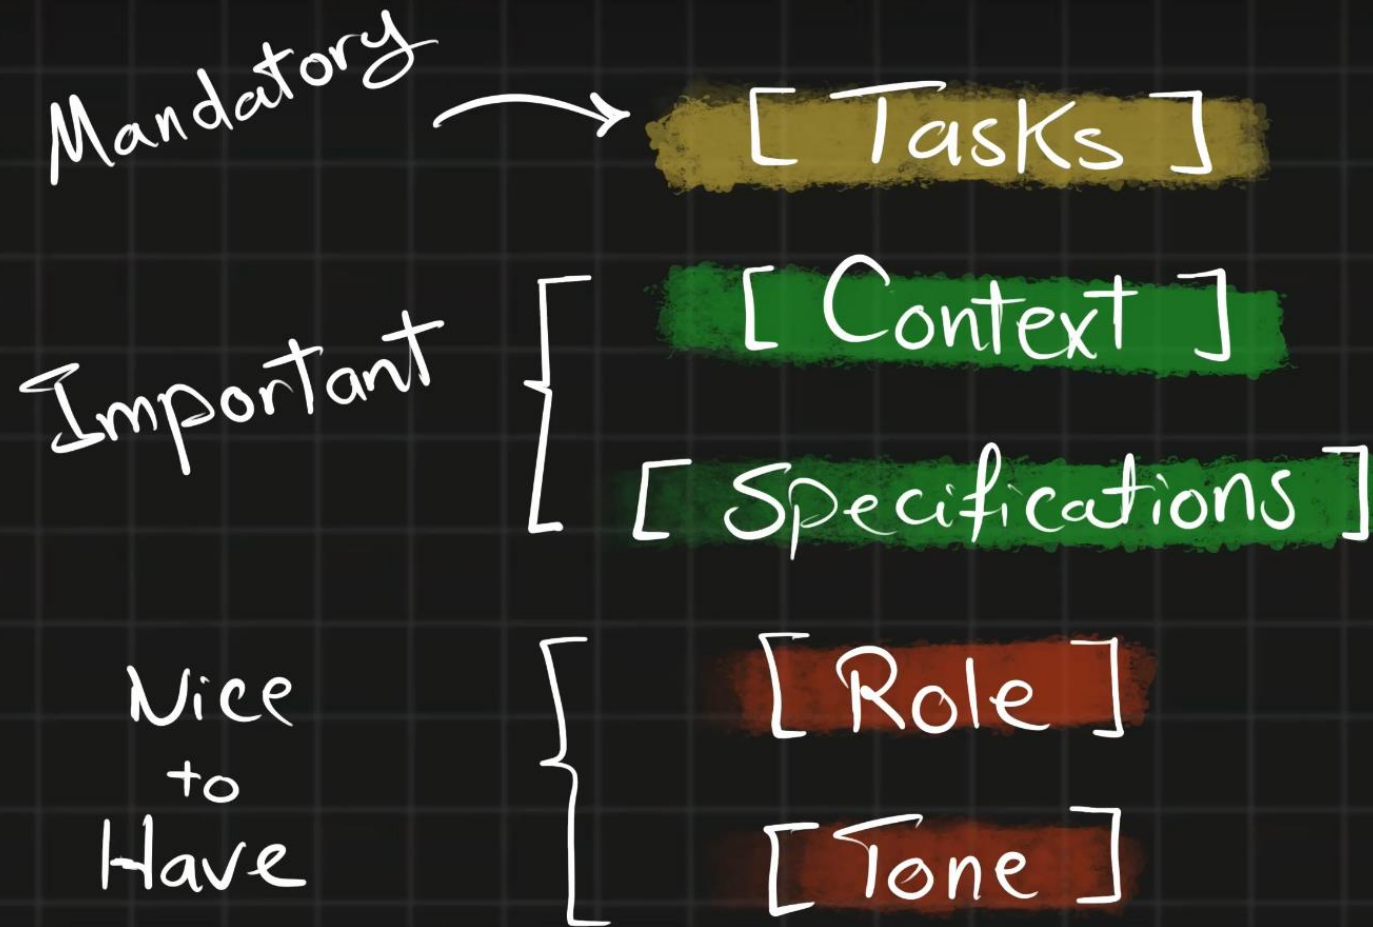 Mandatory
[ Tasks ]
Important
[ Context ]
[ Specifications ]
Nice
to
Have
[ Role ]
[ Tone ]